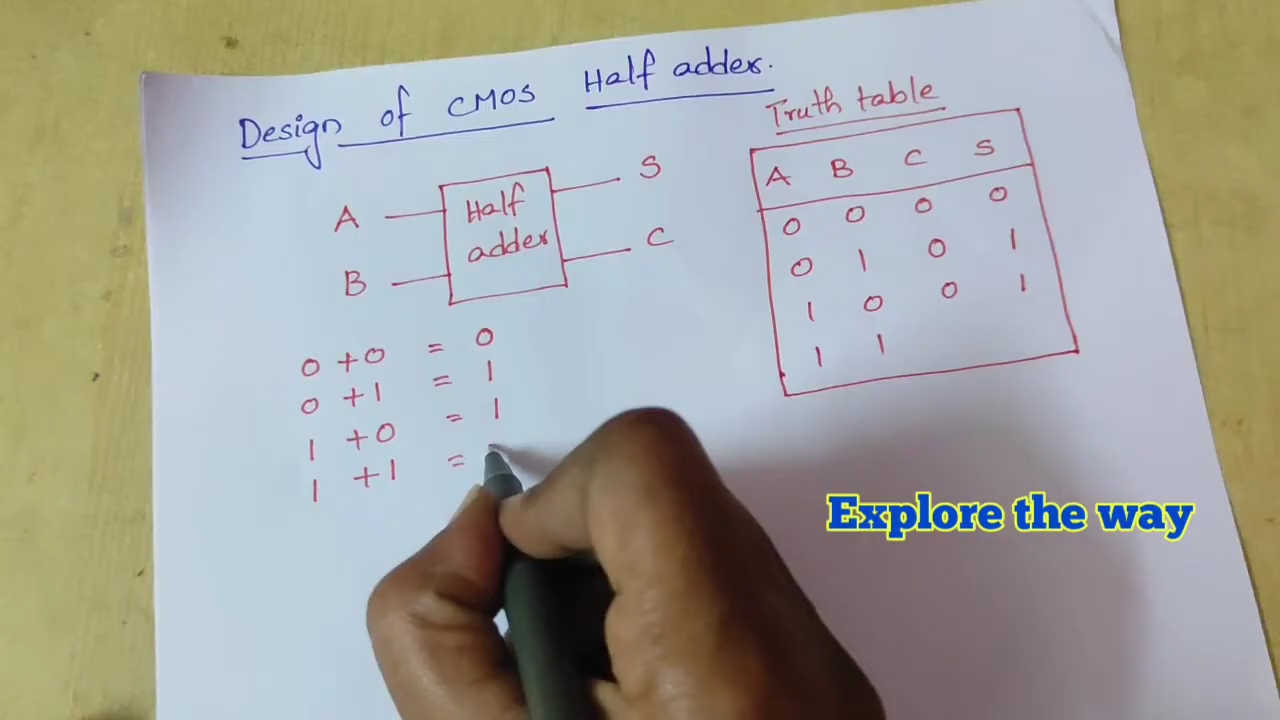 Design of CMOS Half adder.
A
B
Half
adder
S
C
0 + 0 = 0
0 + 1 = 1
1 + 0 = 1
1 + 1 =
Truth table
A B C S
0 0 0 0
0 1 0 1
1 0 0 1
1 1
Explore the way